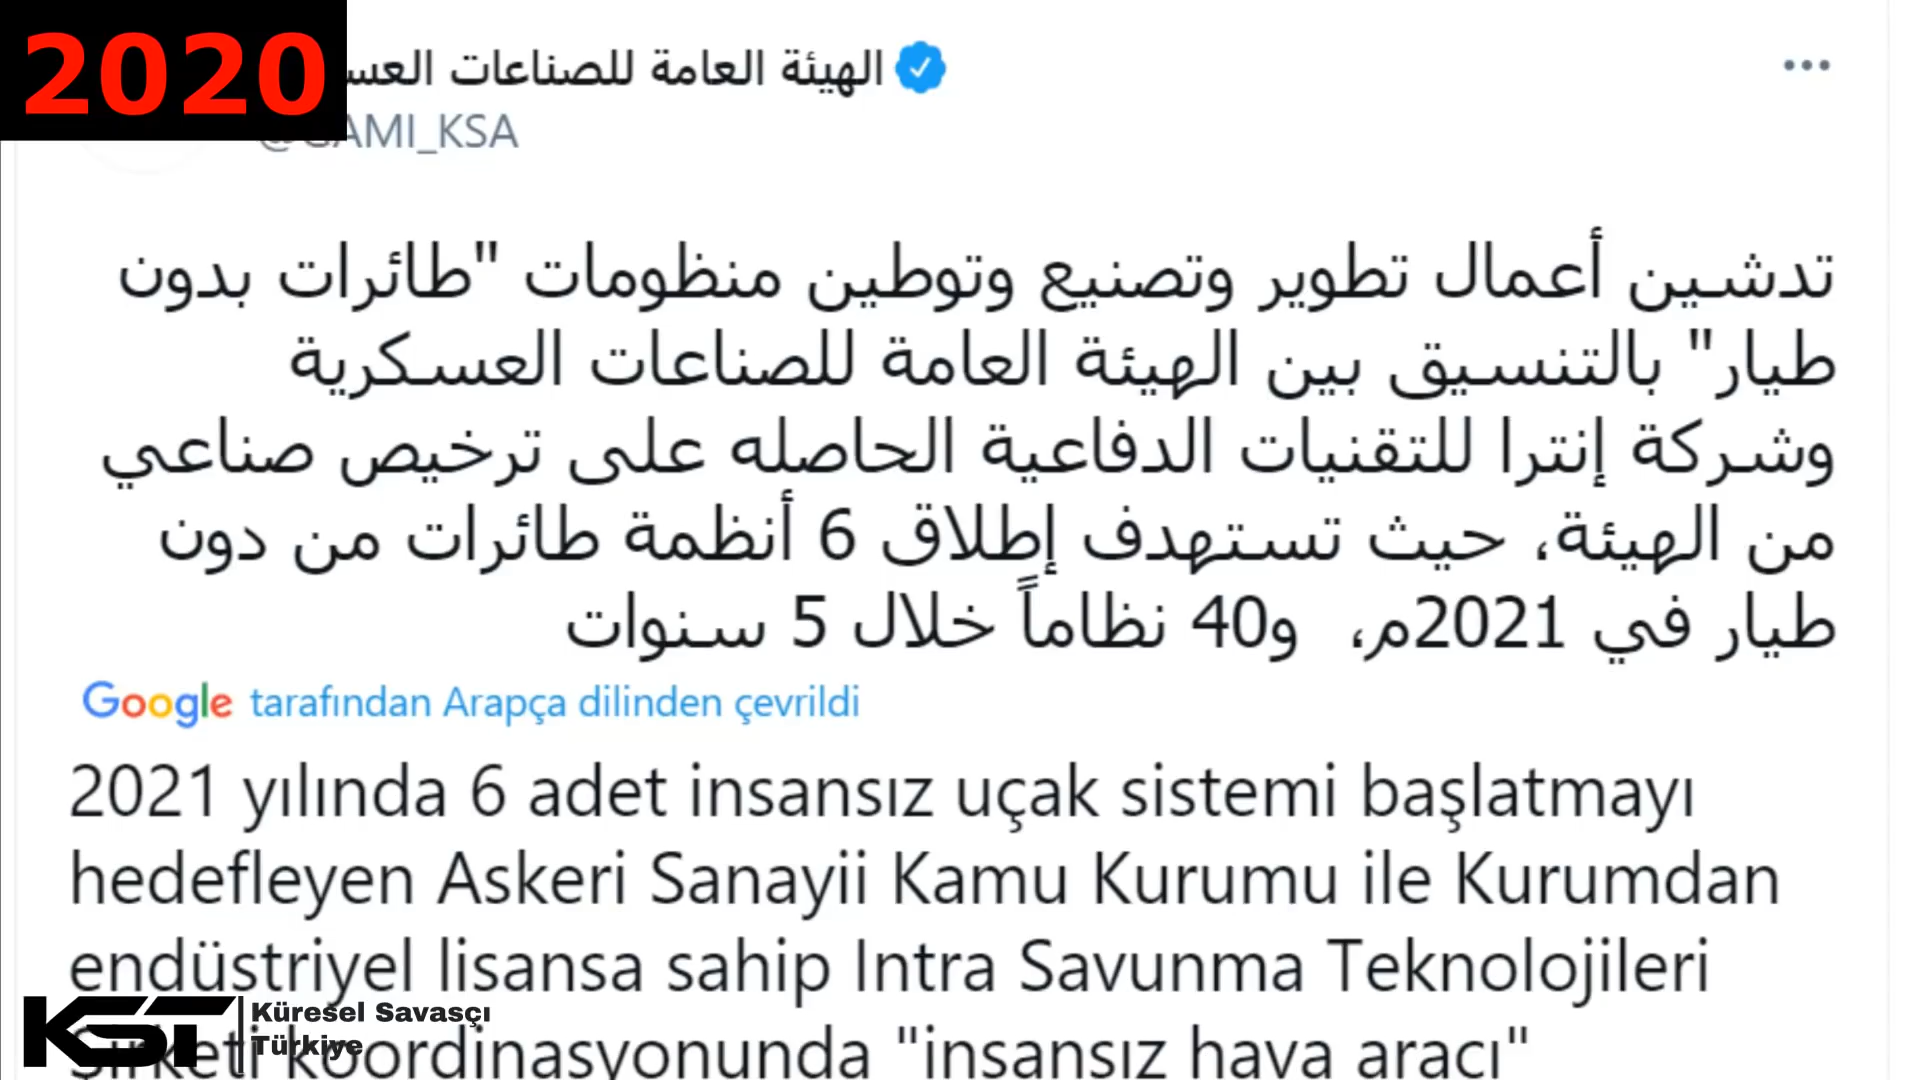 2020
الهيئة العامة للصناعات
AMI_KSA
تدشين أعمال تطوير وتصنيع وتوطين منظومات "طائرات بدون
طيار" بالتنسيق بين الهيئة العامة للصناعات العسكرية
وشركة إنترا للتقنيات الدفاعية الحاصله على ترخيص صناعي
من الهيئة، حيث تستهدف إطلاق 6 أنظمة طائرات من دون
طيار في 2021م، و40 نظاماً خلال 5 سنوات
Google tarafından Arapça dilinden çevrildi
2021 yılında 6 adet insansız uçak sistemi başlatmayı
hedefleyen Askeri Sanayii Kamu Kurumu ile Kurumdan
endüstriyel lisansa sahip Intra Savunma Teknolojileri
Şirketi koordinasyonunda "insansız hava aracı"
KST
Küresel Savasçı
Türkiye